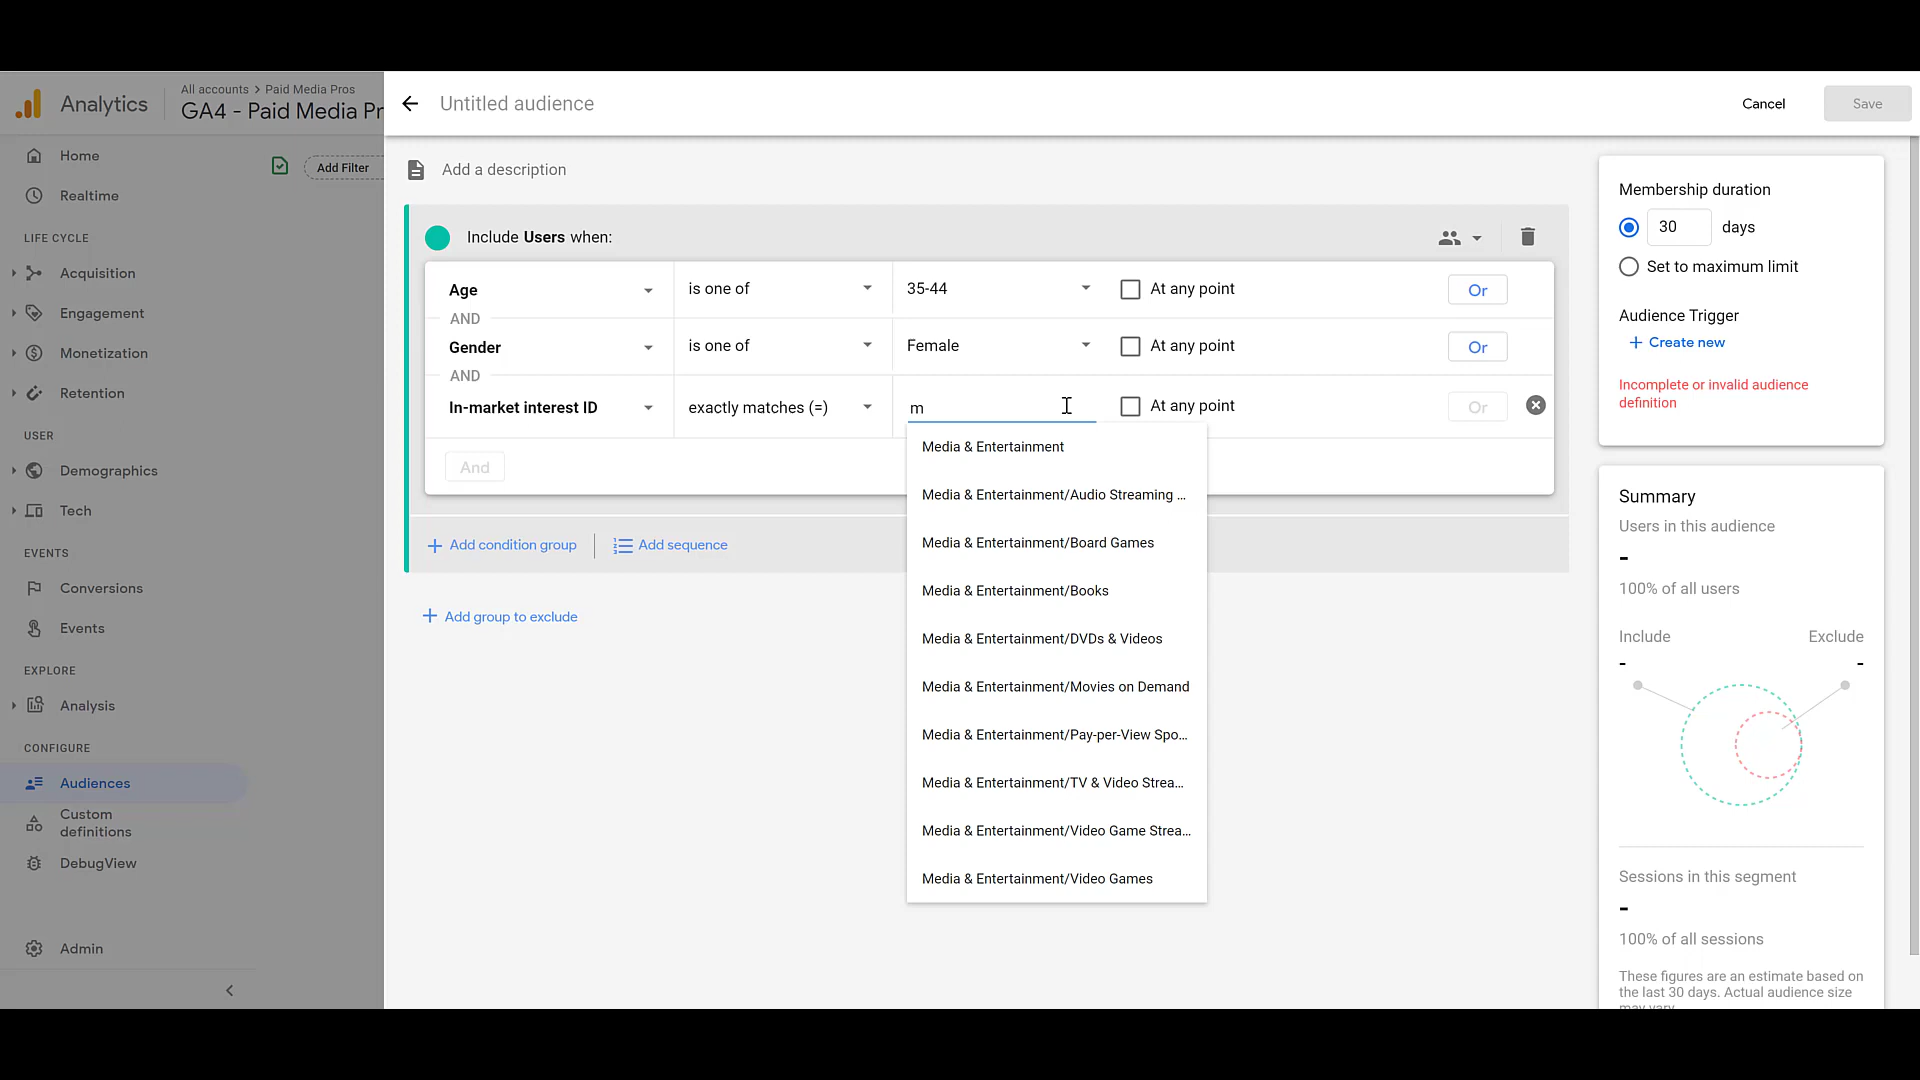 Analytics
All accounts > Paid Media Pros
GA4 - Paid Media Pr
Home
Realtime
LIFE CYCLE
Acquisition
Engagement
Monetization
Retention
USER
Demographics
Tech
EVENTS
Conversions
Events
EXPLORE
Analysis
CONFIGURE
Audiences
Custom
definitions
DebugView
Admin
Add Filter
Untitled audience
Cancel
Save
Add a description
Include Users when:
Age
is one of
35-44
At any point
Or
AND
Gender
is one of
Female
At any point
Or
AND
In-market interest ID
exactly matches (=)
m
At any point
Or
And
Media & Entertainment
Media & Entertainment/Audio Streaming ...
Media & Entertainment/Board Games
Media & Entertainment/Books
Media & Entertainment/DVDs & Videos
Media & Entertainment/Movies on Demand
Media & Entertainment/Pay-per-View Spo...
Media & Entertainment/TV & Video Strea...
Media & Entertainment/Video Game Strea...
Media & Entertainment/Video Games
Add condition group
Add sequence
Add group to exclude
Membership duration
30 days
Set to maximum limit
Audience Trigger
+ Create new
Incomplete or invalid audience
definition
Summary
Users in this audience
-
100% of all users
Include
Exclude
-
-
Sessions in this segment
-
100% of all sessions
These figures are an estimate based on
the last 30 days. Actual audience size
may vary.